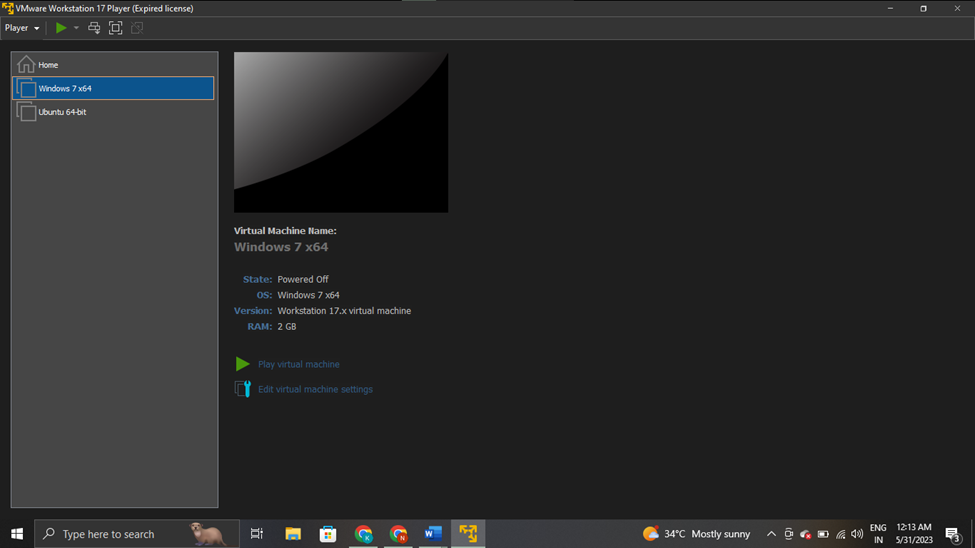 VMware Workstation 17 Player (Expired license)
Player
Home
Windows 7 x64
Ubuntu 64-bit
Virtual Machine Name:
Windows 7 x64
State: Powered Off
OS: Windows 7 x64
Version: Workstation 17.x virtual machine
RAM: 2 GB
Play virtual machine
Edit virtual machine settings
Type here to search
K
N
W
34°C Mostly sunny
ENG
IN
12:13 AM
5/31/2023
3